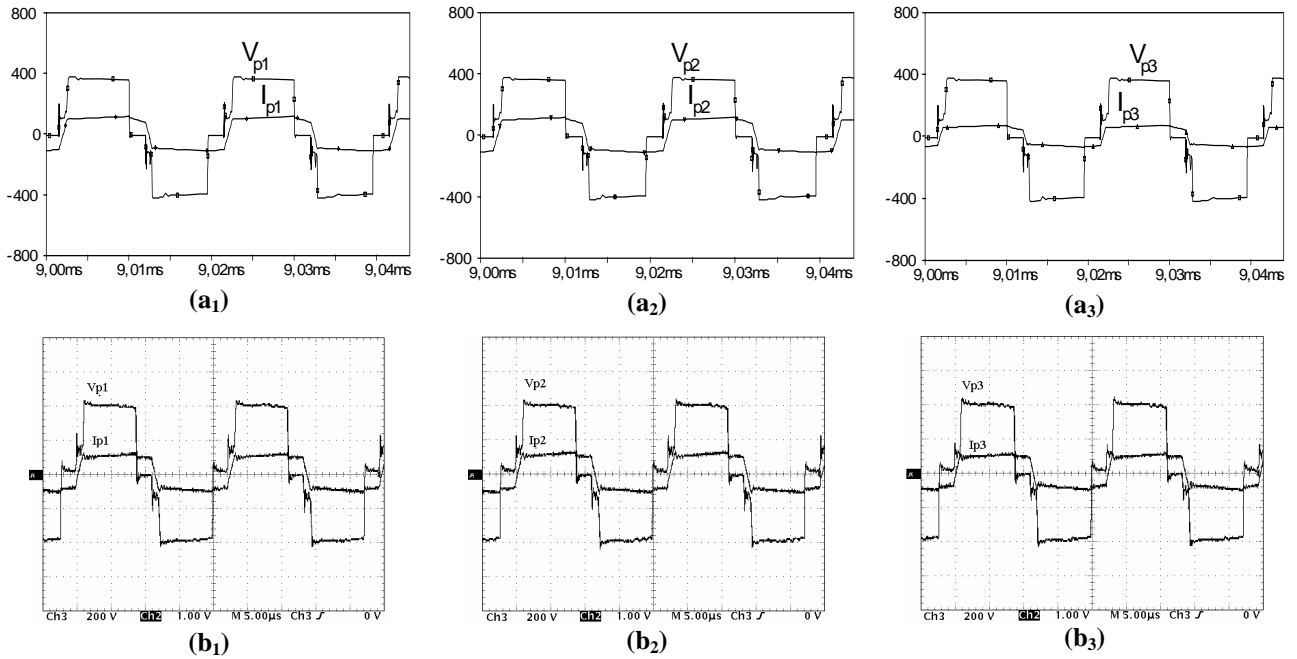 800
400
0
-400
-800
Vp1
Ip1
9,00ms 9,01ms 9,02ms 9,03ms 9,04ms
(a1)
800
400
0
-400
-800
Vp2
Ip2
9,00ms 9,01ms 9,02ms 9,03ms 9,04ms
(a2)
800
400
0
-400
-800
Vp3
Ip3
9,00ms 9,01ms 9,02ms 9,03ms 9,04ms
(a3)
Vp1
Ip1
Ch3 200 V Ch2 1.00 V M 5.00µs Ch3 0 V
(b1)
Vp2
Ip2
Ch3 200 V Ch2 1.00 V M 5.00µs Ch3 0 V
(b2)
Vp3
Ip3
Ch3 200 V Ch2 1.00 V M 5.00µs Ch3 0 V
(b3)